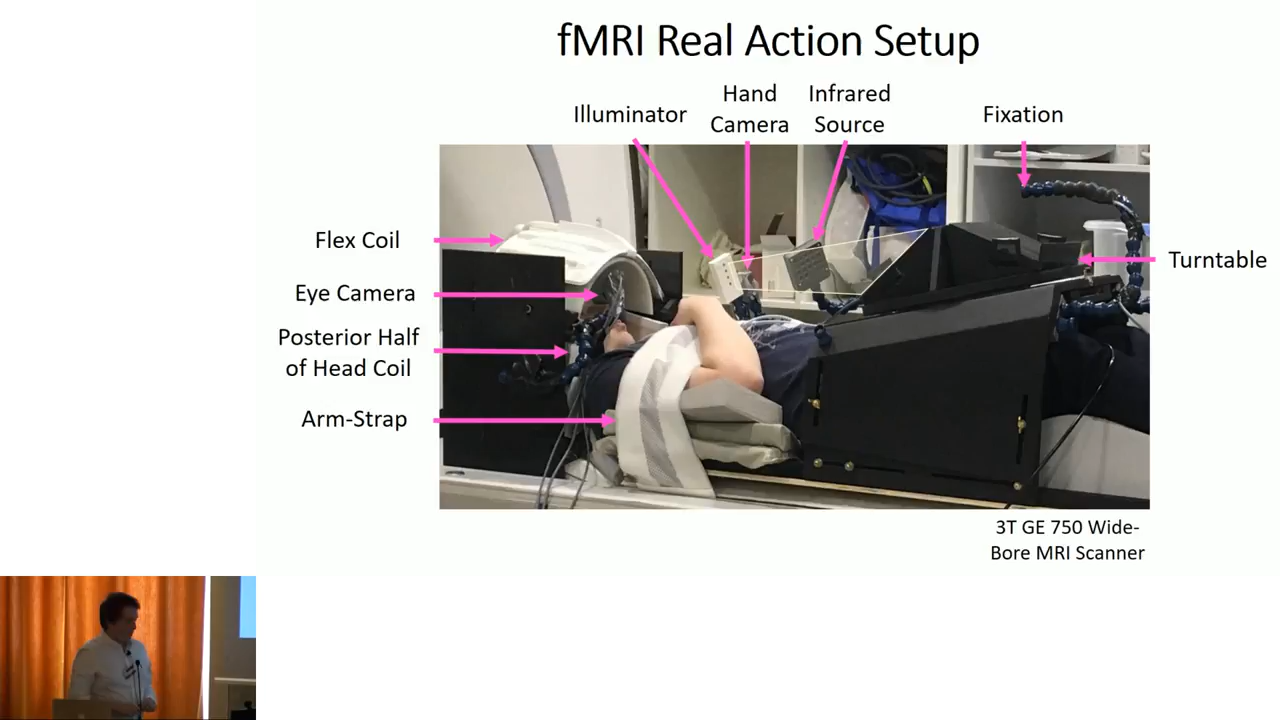 fMRI Real Action Setup
Illuminator
Hand
Camera
Infrared
Source
Fixation
Flex Coil
Eye Camera
Posterior Half
of Head Coil
Arm-Strap
Turntable
3T GE 750 Wide-
Bore MRI Scanner